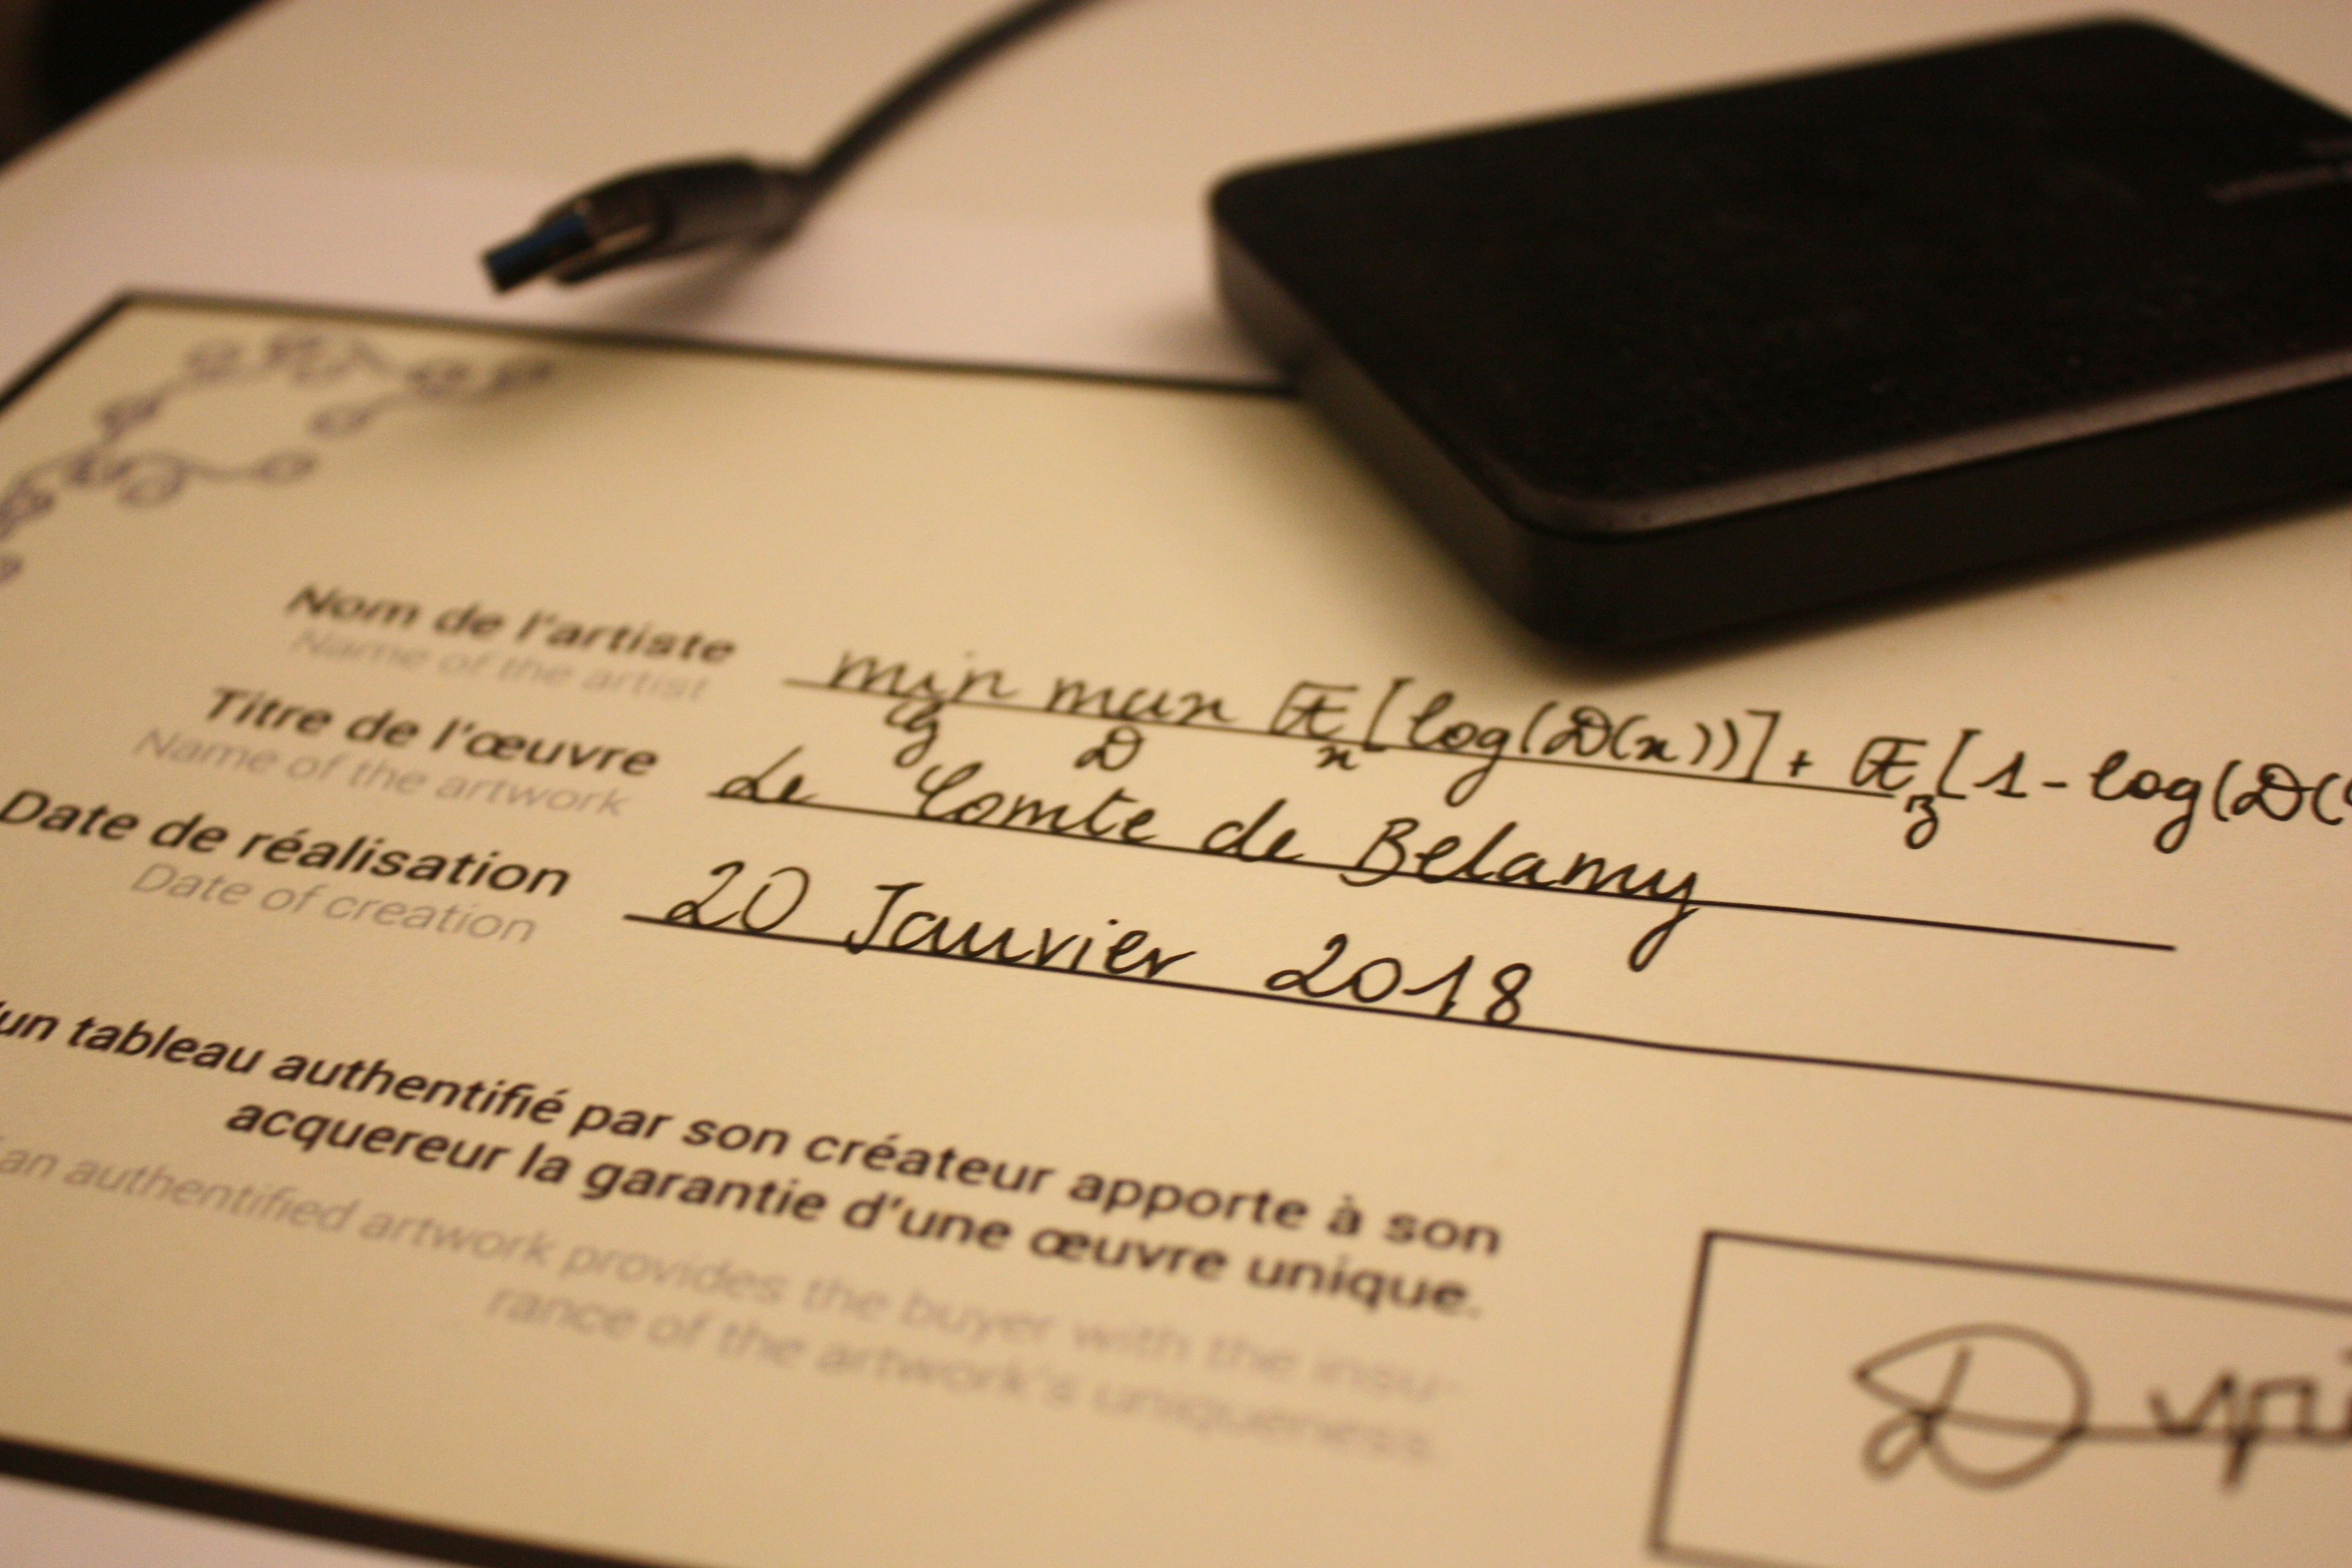 Nom de l'artiste min max E[log(D(x))] + E[1-log(D(
Name of the artist g D x z
Titre de l'œuvre Le Comte de Belamy
Name of the artwork
Date de réalisation 20 Janvier 2018
Date of creation
'un tableau authentifié par son créateur apporte à son
acquereur la garantie d'une œuvre unique.
an authentified artwork provides the buyer with the insu-
rance of the artwork's uniqueness.